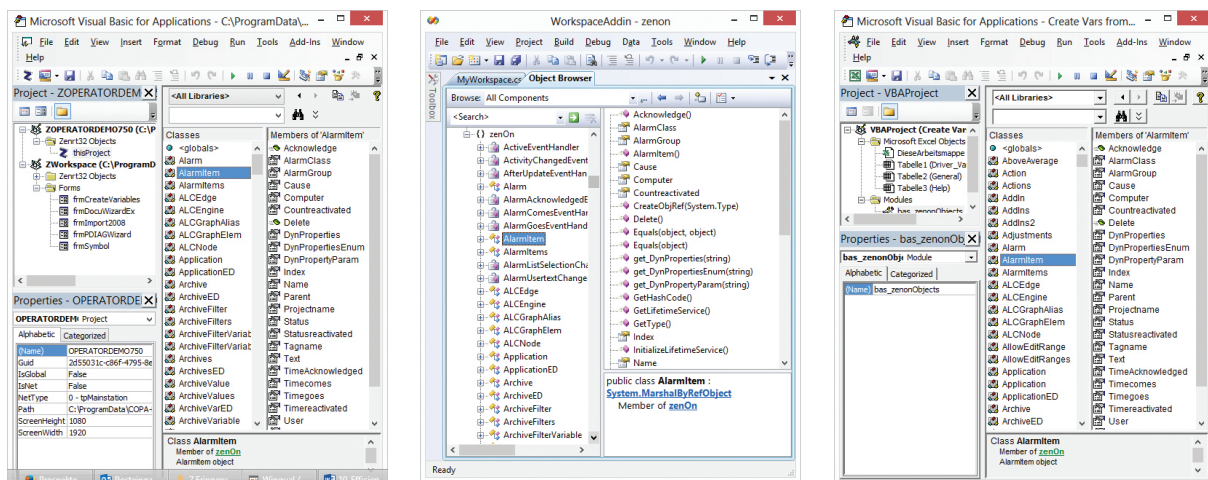 Microsoft Visual Basic for Applications - C:\ProgramData\...
File Edit View Insert Format Debug Run Tools Add-Ins Window
Help
Project - ZOPERATORDEM
ZOPERATORDEMO750 (C:\P
Zenrt32 Objects
thisProject
ZWorkspace (C:\ProgramD
Zenrt32 Objects
Forms
frmCreateVariables
frmDocuWizardEx
frmImport2008
frmPDIAGWizard
frmSymbol
Properties - OPERATORDE
OPERATORDEM Project
Alphabetic Categorized
(Name) OPERATORDEMO750
Guid 2d55031c-c86f-4795-8e
IsGlobal False
IsNet False
NetType 0 - tpMainstation
Path C:\ProgramData\COPA-
ScreenHeight 1080
ScreenWidth 1920
<All Libraries>
Classes
<globals>
Alarm
AlarmItem
AlarmItems
ALCEdge
ALCEngine
ALCGraphAlias
ALCGraphElem
ALCNode
Application
ApplicationED
Archive
ArchiveED
ArchiveFilter
ArchiveFilters
ArchiveFilterVariab
ArchiveFilterVariab
Archives
ArchivesED
ArchiveValue
ArchiveValues
ArchiveVarED
ArchiveVariable
Members of 'AlarmItem'
Acknowledge
AlarmClass
AlarmGroup
Cause
Computer
Countreactivated
Delete
DynProperties
DynPropertiesEnum
DynPropertyParam
Index
Name
Parent
Projectname
Status
Statusreactivated
Tagname
Text
TimeAcknowledged
Timecomes
Timegoes
Timereactivated
User
Class AlarmItem
Member of zenOn
AlarmItem object
WorkspaceAddin - zenon
File Edit View Project Build Debug Data Tools Window Help
Toolbox
MyWorkspace.cs Object Browser
Browse: All Components
<Search>
{} zenOn
ActiveEventHandler
ActivityChangedEvent
AfterUpdateEventHan
Alarm
AlarmAcknowledgedE
AlarmComesEventHar
AlarmGoesEventHand
AlarmItem
AlarmItems
AlarmListSelectionCha
AlarmUsertextChange
ALCEdge
ALCEngine
ALCGraphAlias
ALCGraphElem
ALCNode
Application
ApplicationED
Archive
ArchiveED
ArchiveFilter
ArchiveFilters
ArchiveFilterVariable
Acknowledge()
AlarmClass
AlarmGroup
AlarmItem()
Cause
Computer
Countreactivated
CreateObjRef(System.Type)
Delete()
Equals(object, object)
Equals(object)
get_DynProperties(string)
get_DynPropertiesEnum(string)
get_DynPropertyParam(string)
GetHashCode()
GetLifetimeService()
GetType()
Index
InitializeLifetimeService()
Name
public class AlarmItem :
System.MarshalByRefObject
Member of zenOn
Ready
Microsoft Visual Basic for Applications - Create Vars from...
File Edit View Insert Format Debug Run Tools Add-Ins Window
Help
Project - VBAProject
VBAProject (Create Var
Microsoft Excel Objects
DieseArbeitsmappe
Tabelle1 (Driver_Va
Tabelle2 (General)
Tabelle3 (Help)
Modules
bas_zenonObjects
Properties - bas_zenonOb
bas_zenonObj Module
Alphabetic Categorized
(Name) bas_zenonObjects
<All Libraries>
Classes
<globals>
AboveAverage
Action
Actions
AddIn
AddIns
AddIns2
Adjustments
Alarm
AlarmItem
AlarmItems
ALCEdge
ALCEngine
ALCGraphAlias
ALCGraphElem
ALCNode
AllowEditRange
AllowEditRanges
Application
Application
ApplicationED
Archive
ArchiveED
Members of 'AlarmItem'
Acknowledge
AlarmClass
AlarmGroup
Cause
Computer
Countreactivated
Delete
DynProperties
DynPropertiesEnum
DynPropertyParam
Index
Name
Parent
Projectname
Status
Statusreactivated
Tagname
Text
TimeAcknowledged
Timecomes
Timegoes
Timereactivated
User
Class AlarmItem
Member of zenOn
AlarmItem object